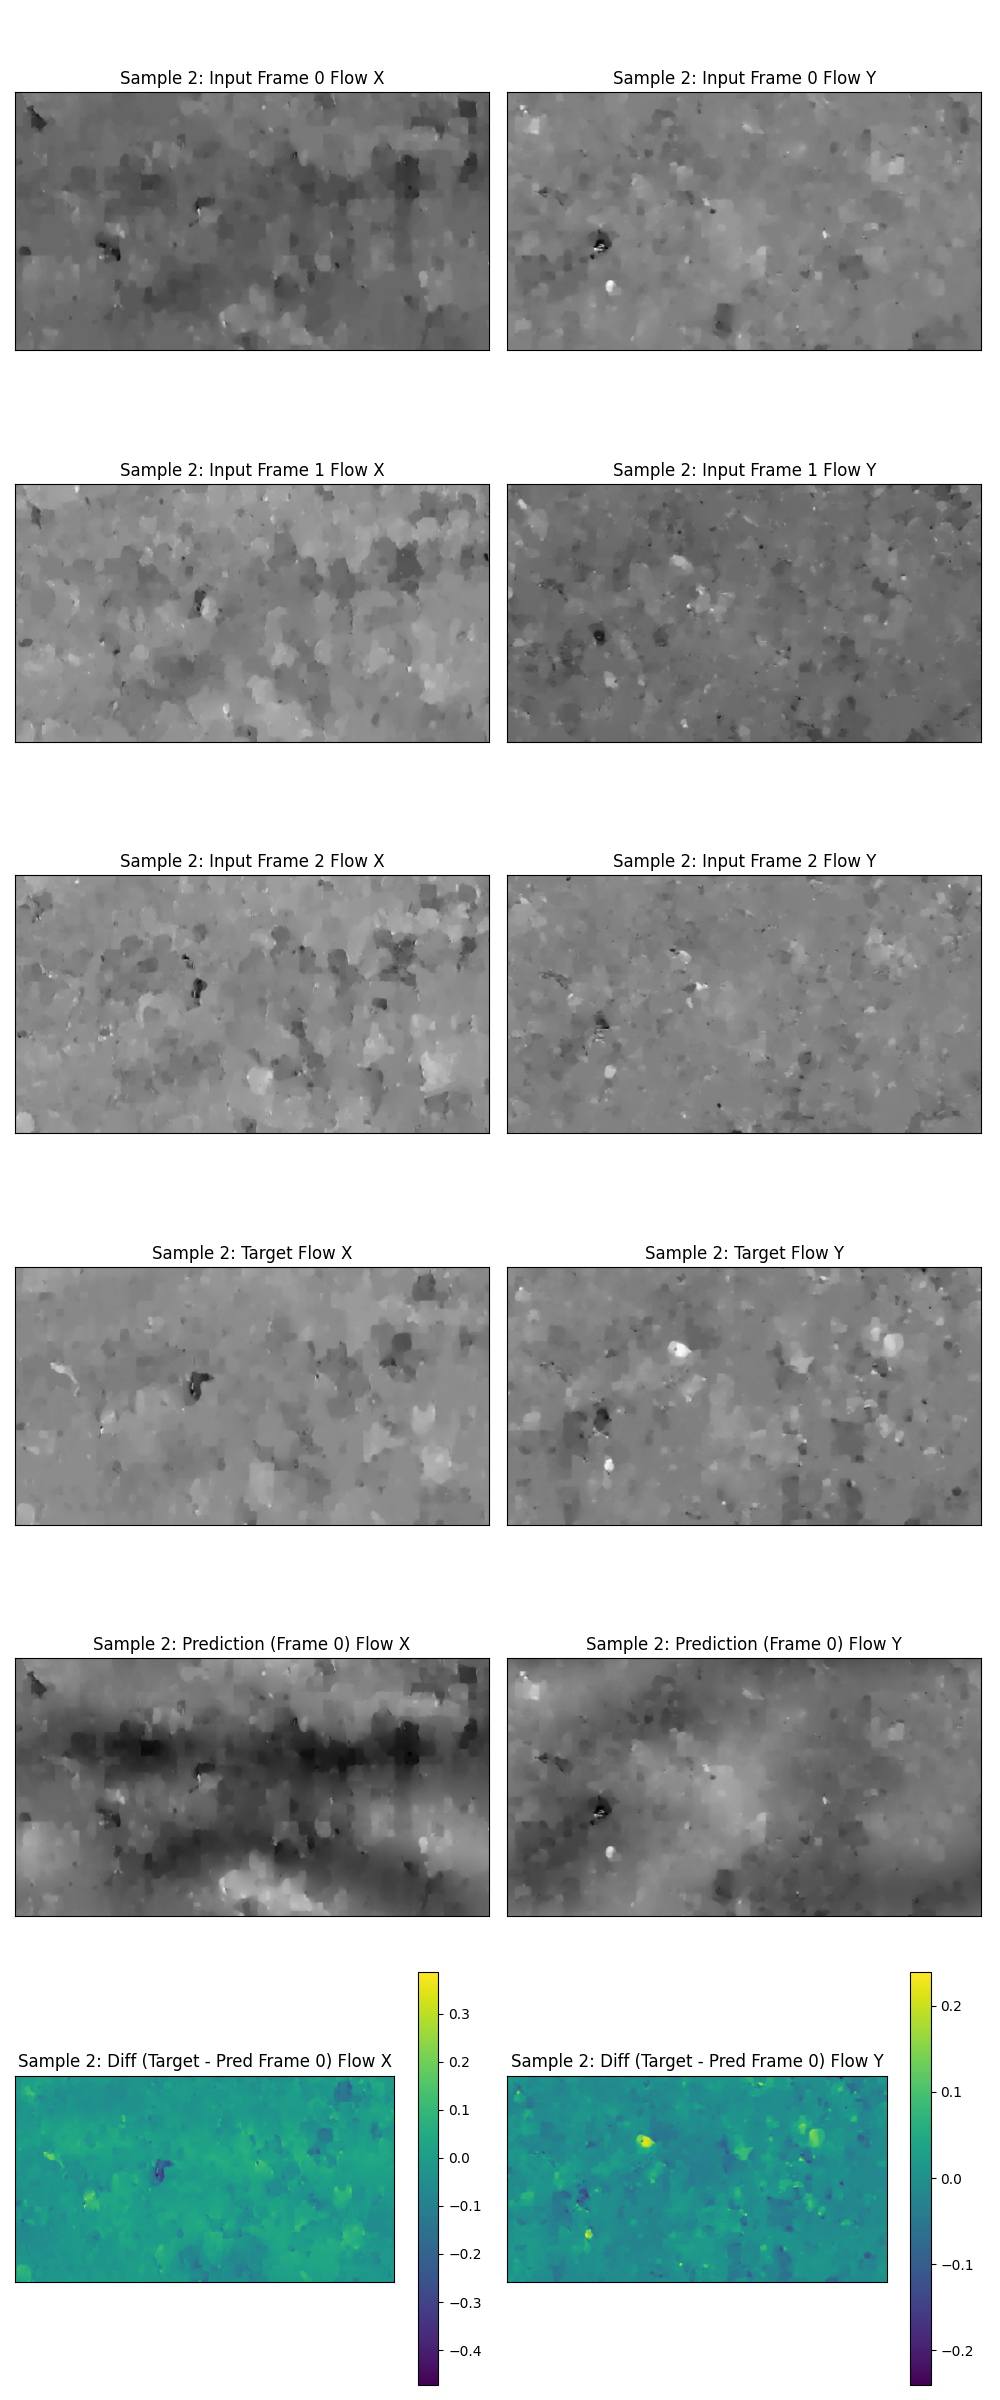 Sample 2: Input Frame 0 Flow X
Sample 2: Input Frame 0 Flow Y
Sample 2: Input Frame 1 Flow X
Sample 2: Input Frame 1 Flow Y
Sample 2: Input Frame 2 Flow X
Sample 2: Input Frame 2 Flow Y
Sample 2: Target Flow X
Sample 2: Target Flow Y
Sample 2: Prediction (Frame 0) Flow X
Sample 2: Prediction (Frame 0) Flow Y
Sample 2: Diff (Target - Pred Frame 0) Flow X
0.3
0.2
0.1
0.0
−0.1
−0.2
−0.3
−0.4
Sample 2: Diff (Target - Pred Frame 0) Flow Y
0.2
0.1
0.0
−0.1
−0.2